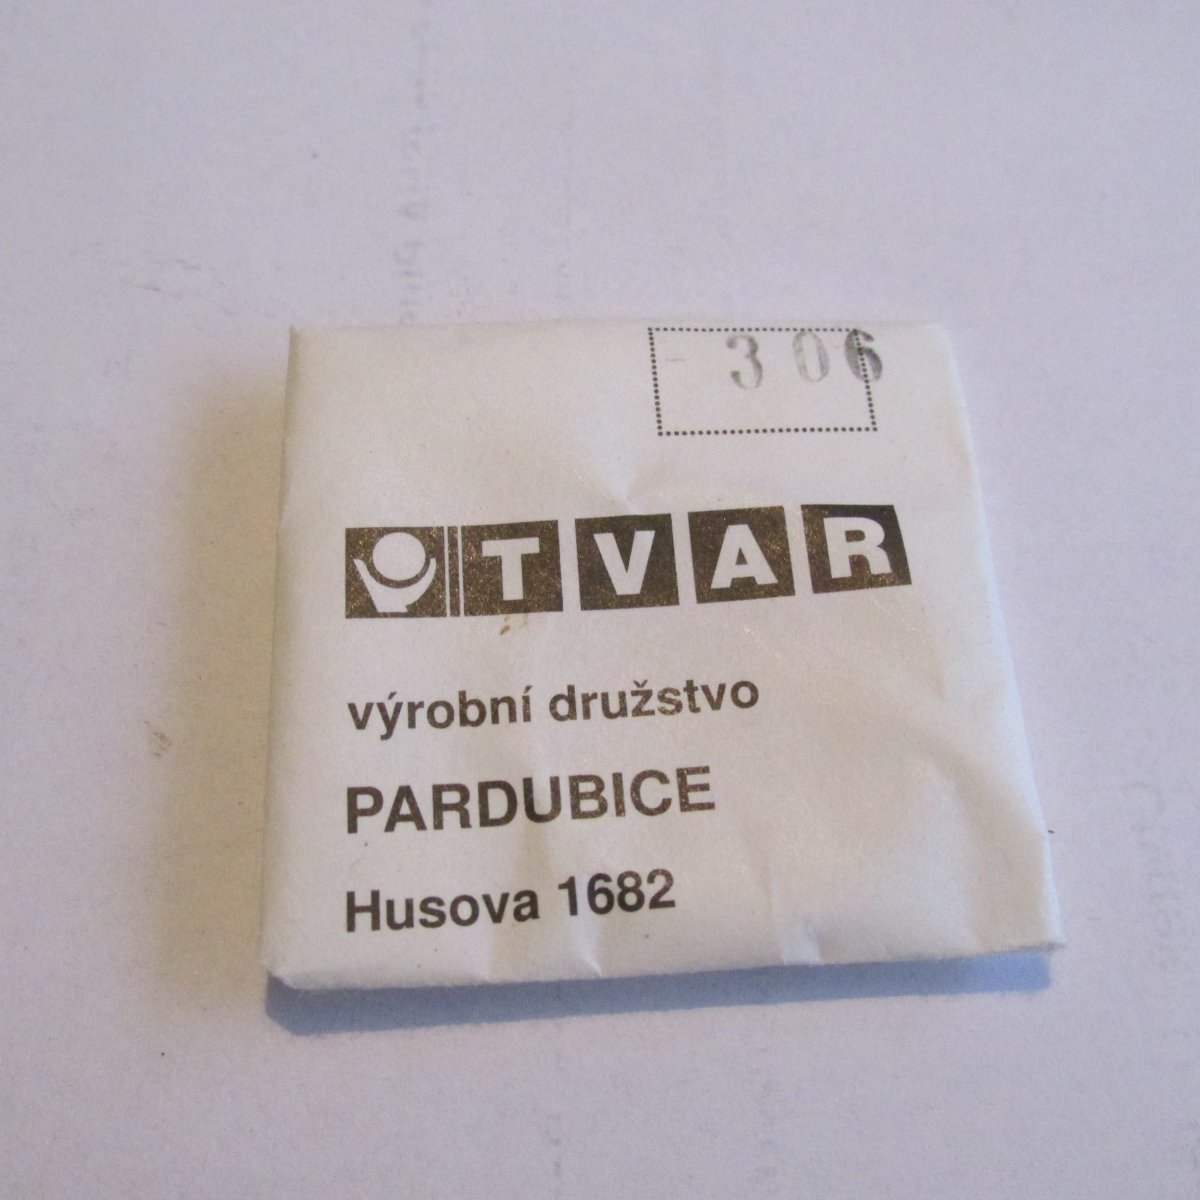 - 306
TVAR
výrobní družstvo
PARDUBICE
Husova 1682